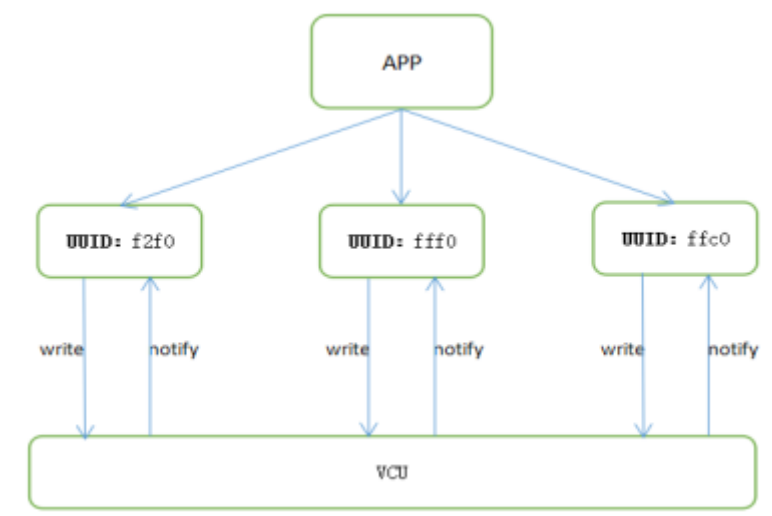 APP
UUID: f2f0
UUID: fff0
UUID: ffc0
write
notify
write
notify
write
notify
VCU